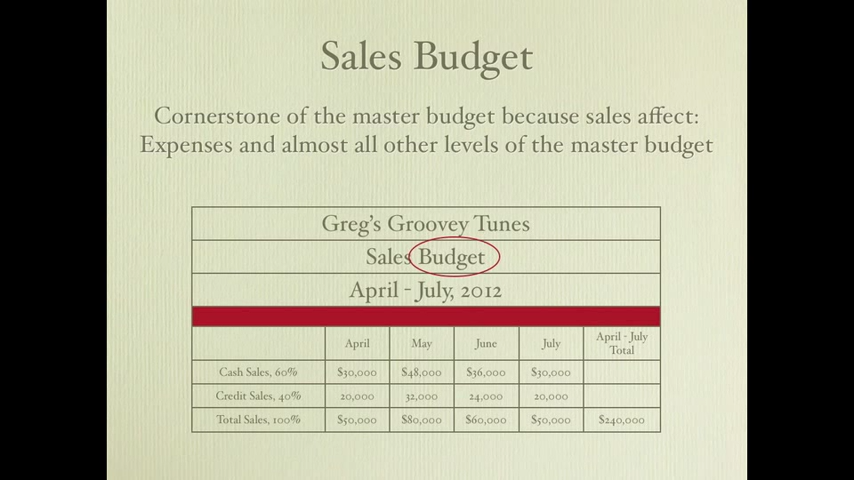 Sales Budget
Cornerstone of the master budget because sales affect:
Expenses and almost all other levels of the master budget
Greg's Groovey Tunes
Sales Budget
April - July, 2012
April May June July April - July
Total
Cash Sales, 60% $30,000 $48,000 $36,000 $30,000
Credit Sales, 40% 20,000 32,000 24,000 20,000
Total Sales, 100% $50,000 $80,000 $60,000 $50,000 $240,000